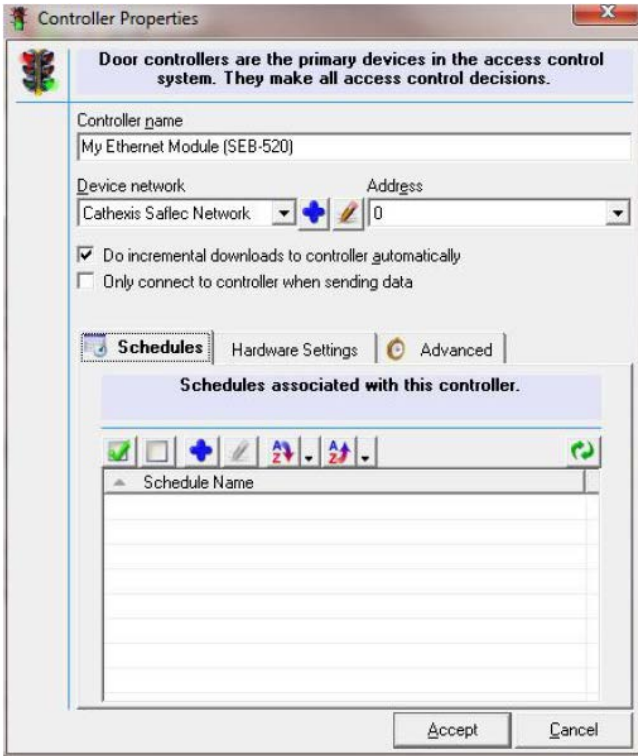 Controller Properties
Door controllers are the primary devices in the access control
system. They make all access control decisions.
Controller name
My Ethernet Module (SEB-520)
Device network
Address
Cathexis Saflec Network
0
Do incremental downloads to controller automatically
Only connect to controller when sending data
Schedules
Hardware Settings
Advanced
Schedules associated with this controller.
Schedule Name
Accept
Cancel